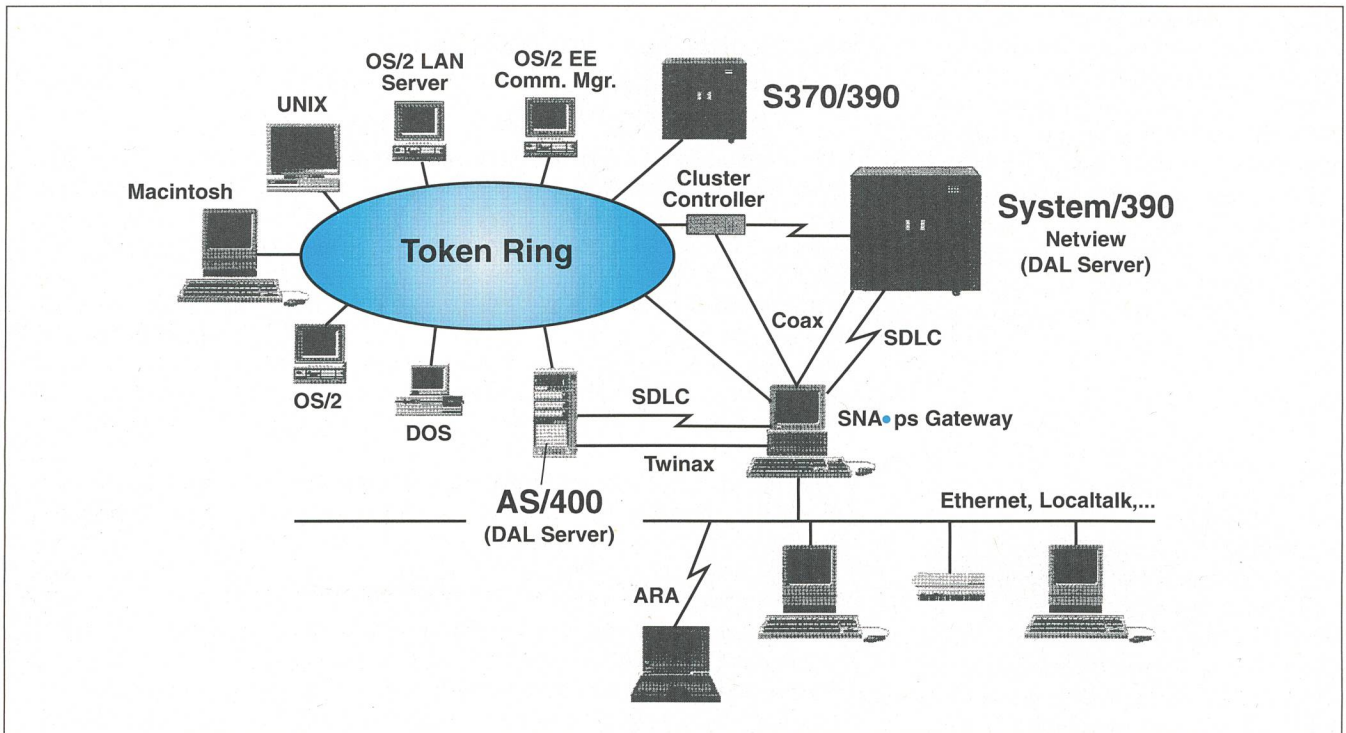 OS/2 LAN
Server
OS/2 EE
Comm. Mgr.
S370/390
UNIX
Cluster
Controller
Macintosh
System/390
Netview
(DAL Server)
Token Ring
Coax
SDLC
OS/2
DOS
SDLC
SNA•ps Gateway
Twinax
AS/400
(DAL Server)
Ethernet, Localtalk,...
ARA